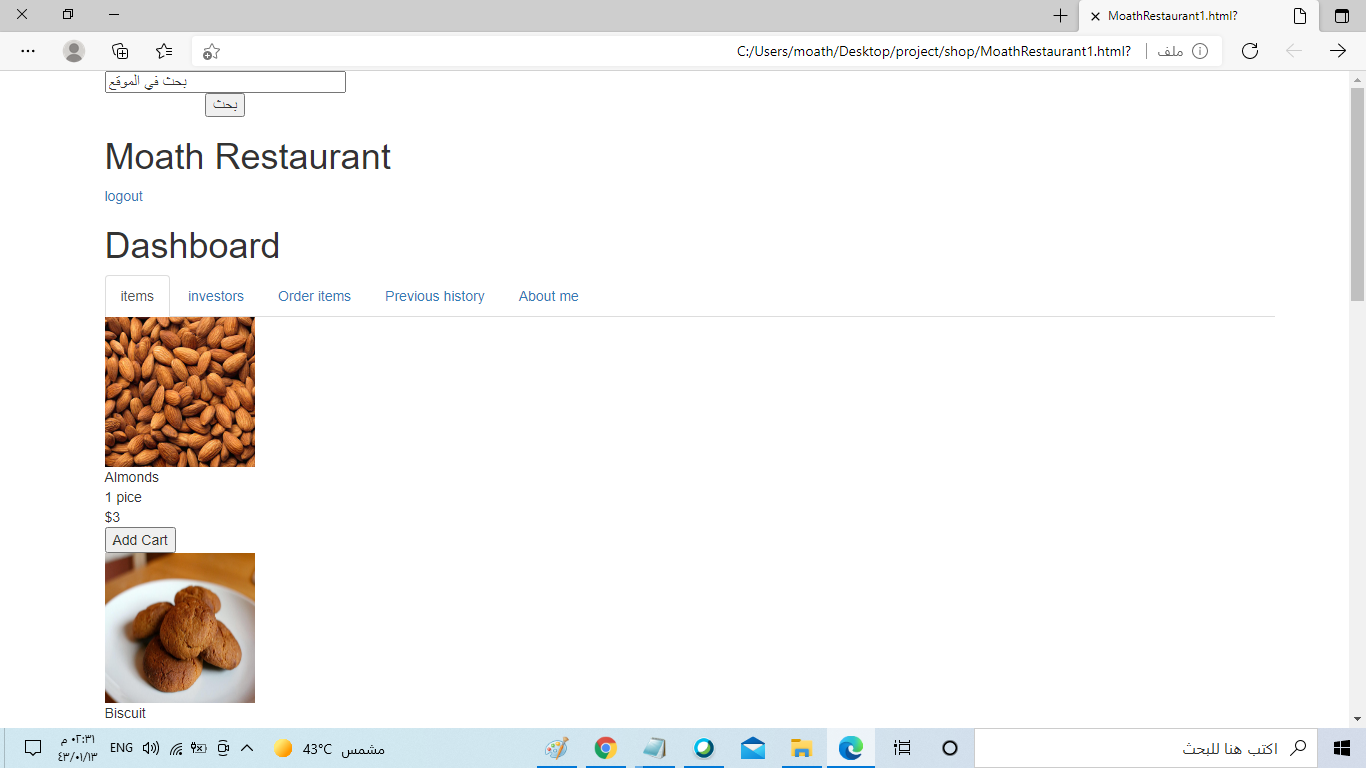 MoathRestaurant1.html?
C:/Users/moath/Desktop/project/shop/MoathRestaurant1.html?
ملف
بحث في الموقع
بحث
Moath Restaurant
logout
Dashboard
items investors Order items Previous history About me
Almonds
1 pice
$3
Add Cart
Biscuit
٠٢:٣١ م
٤٣/٠١/١٣
ENG
43°C مشمس
اكتب هنا للبحث